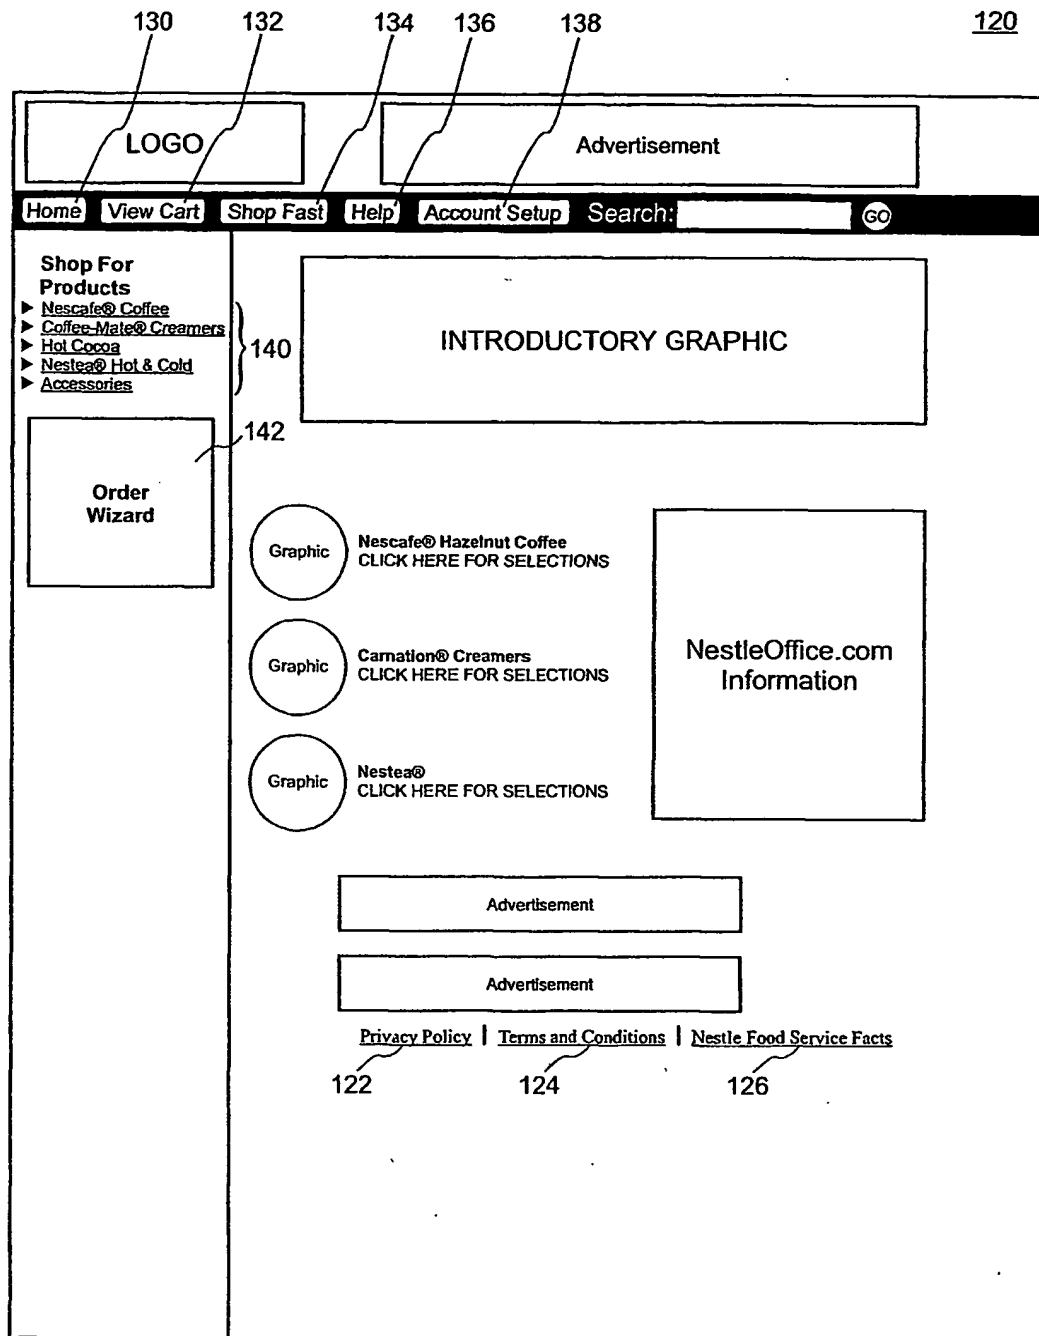 130 132 134 136 138 120
LOGO
Advertisement
Home View Cart Shop Fast Help Account Setup Search: GO
Shop For
Products
Nescafe® Coffee
Coffee-Mate® Creamers
Hot Cocoa
Nestea® Hot & Cold
Accessories
140
INTRODUCTORY GRAPHIC
142
Order
Wizard
Graphic
Nescafe® Hazelnut Coffee
CLICK HERE FOR SELECTIONS
Graphic
Carnation® Creamers
CLICK HERE FOR SELECTIONS
Graphic
Nestea®
CLICK HERE FOR SELECTIONS
NestleOffice.com
Information
Advertisement
Advertisement
Privacy Policy | Terms and Conditions | Nestle Food Service Facts
122 124 126